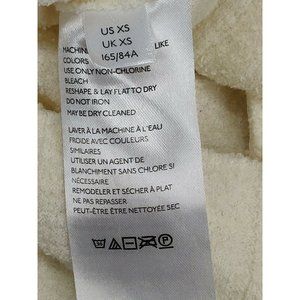 US XS
UK XS
165/84A
MACHIN LIKE
COLORS
USE ONLY NON-CHLORINE
BLEACH
RESHAPE & LAY FLAT TO DRY
DO NOT IRON
MAY BE DRY CLEANED
LAVER À LA MACHINE À L'EAU
FROIDE AVEC COULEURS
SIMILAIRES
UTILISER UN AGENT DE
BLANCHIMENT SANS CHLORE SI
NÉCESSAIRE
REMODELER ET SÉCHER À PLAT
NE PAS REPASSER
PEUT-ÊTRE ÊTRE NETTOYÉE SEC